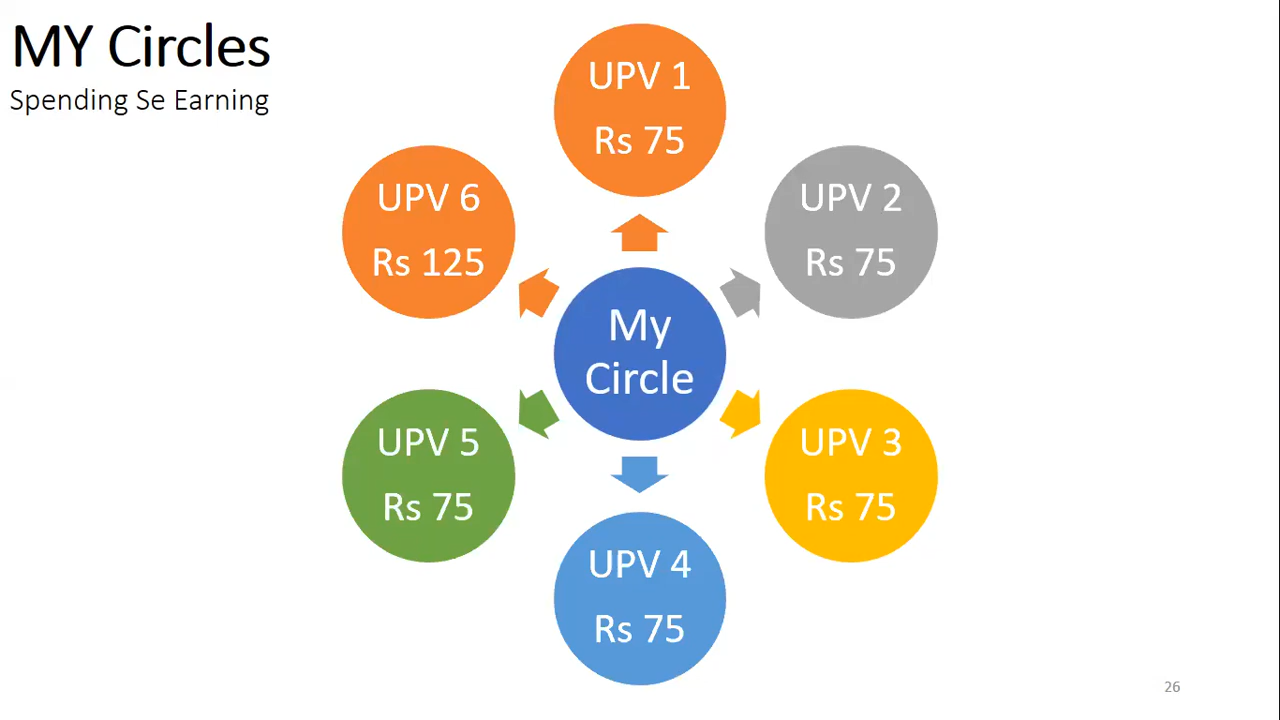 MY Circles
Spending Se Earning
UPV 1
Rs 75
UPV 2
Rs 75
UPV 3
Rs 75
UPV 4
Rs 75
UPV 5
Rs 75
UPV 6
Rs 125
My
Circle
26